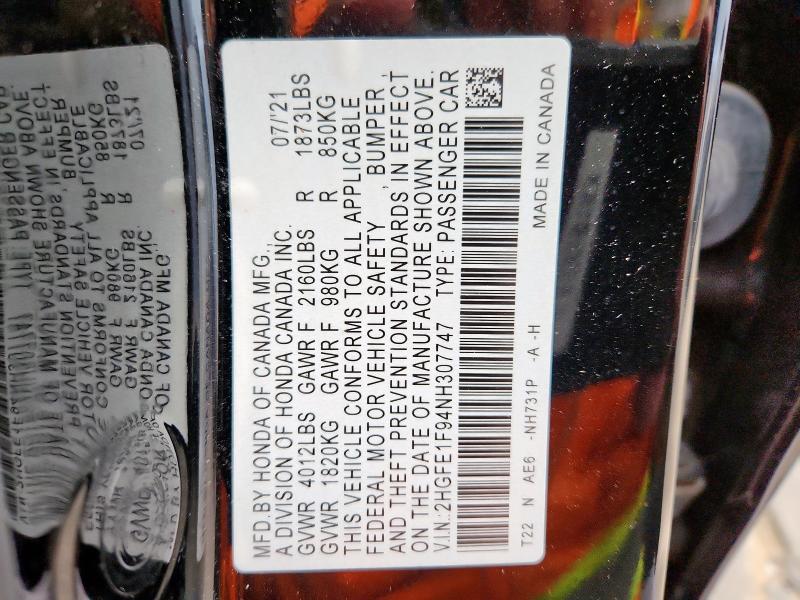 MFD. BY HONDA OF CANADA MFG.,
A DIVISION OF HONDA CANADA INC. 07/'21
GVWR 4012LBS GAWR F 2160LBS R 1873LBS
GVWR 1820KG GAWR F 980KG R 850KG
THIS VEHICLE CONFORMS TO ALL APPLICABLE
FEDERAL MOTOR VEHICLE SAFETY, BUMPER,
AND THEFT PREVENTION STANDARDS, IN EFFECT
ON THE DATE OF MANUFACTURE SHOWN ABOVE.
V.I.N.: 2HGFE1F94NH307747 TYPE: PASSENGER CAR
T22 N AE6 -NH731P -A -H MADE IN CANADA